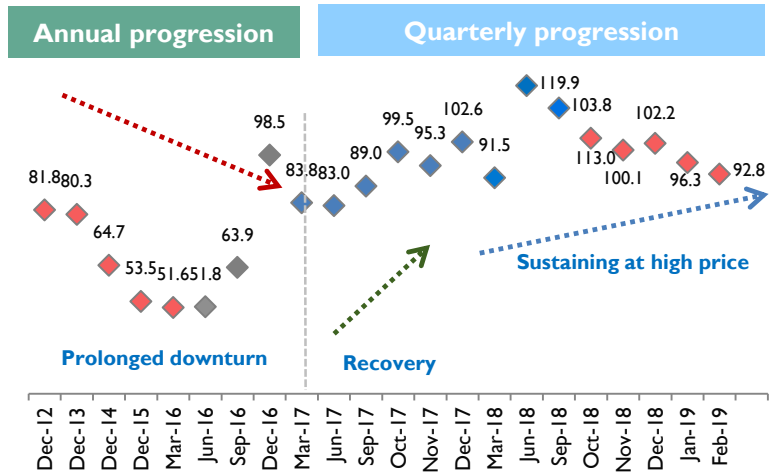 Annual progression
Quarterly progression
81.8
80.3
64.7
53.5
51.6
51.8
63.9
98.5
83.8
83.0
89.0
99.5
95.3
102.6
91.5
119.9
103.8
113.0
100.1
102.2
96.3
92.8
Prolonged downturn
Recovery
Sustaining at high price
Dec-12
Dec-13
Dec-14
Dec-15
Mar-16
Jun-16
Sep-16
Dec-16
Mar-17
Jun-17
Sep-17
Oct-17
Nov-17
Dec-17
Mar-18
Jun-18
Sep-18
Oct-18
Nov-18
Dec-18
Jan-19
Feb-19